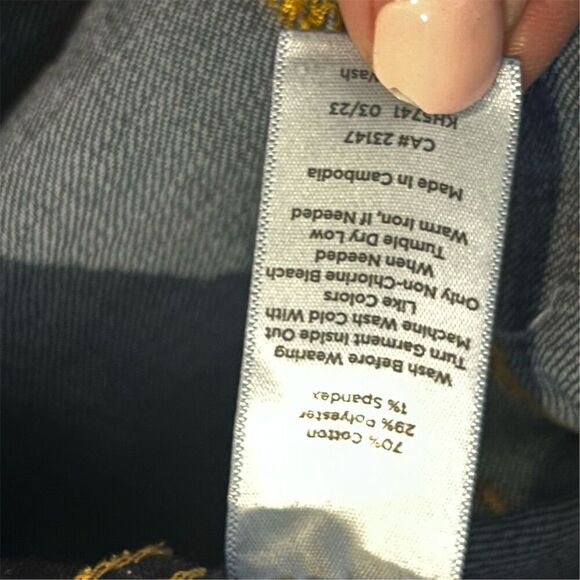 70% Cotton
29% Polyester
1% Spandex
Wash Before Wearing
Turn Garment Inside Out
Machine Wash Cold With
Like Colors
Only Non-Chlorine Bleach
When Needed
Tumble Dry Low
Warm Iron, If Needed
Made In Cambodia
CA# 23147
KH5741 03/23
Wash